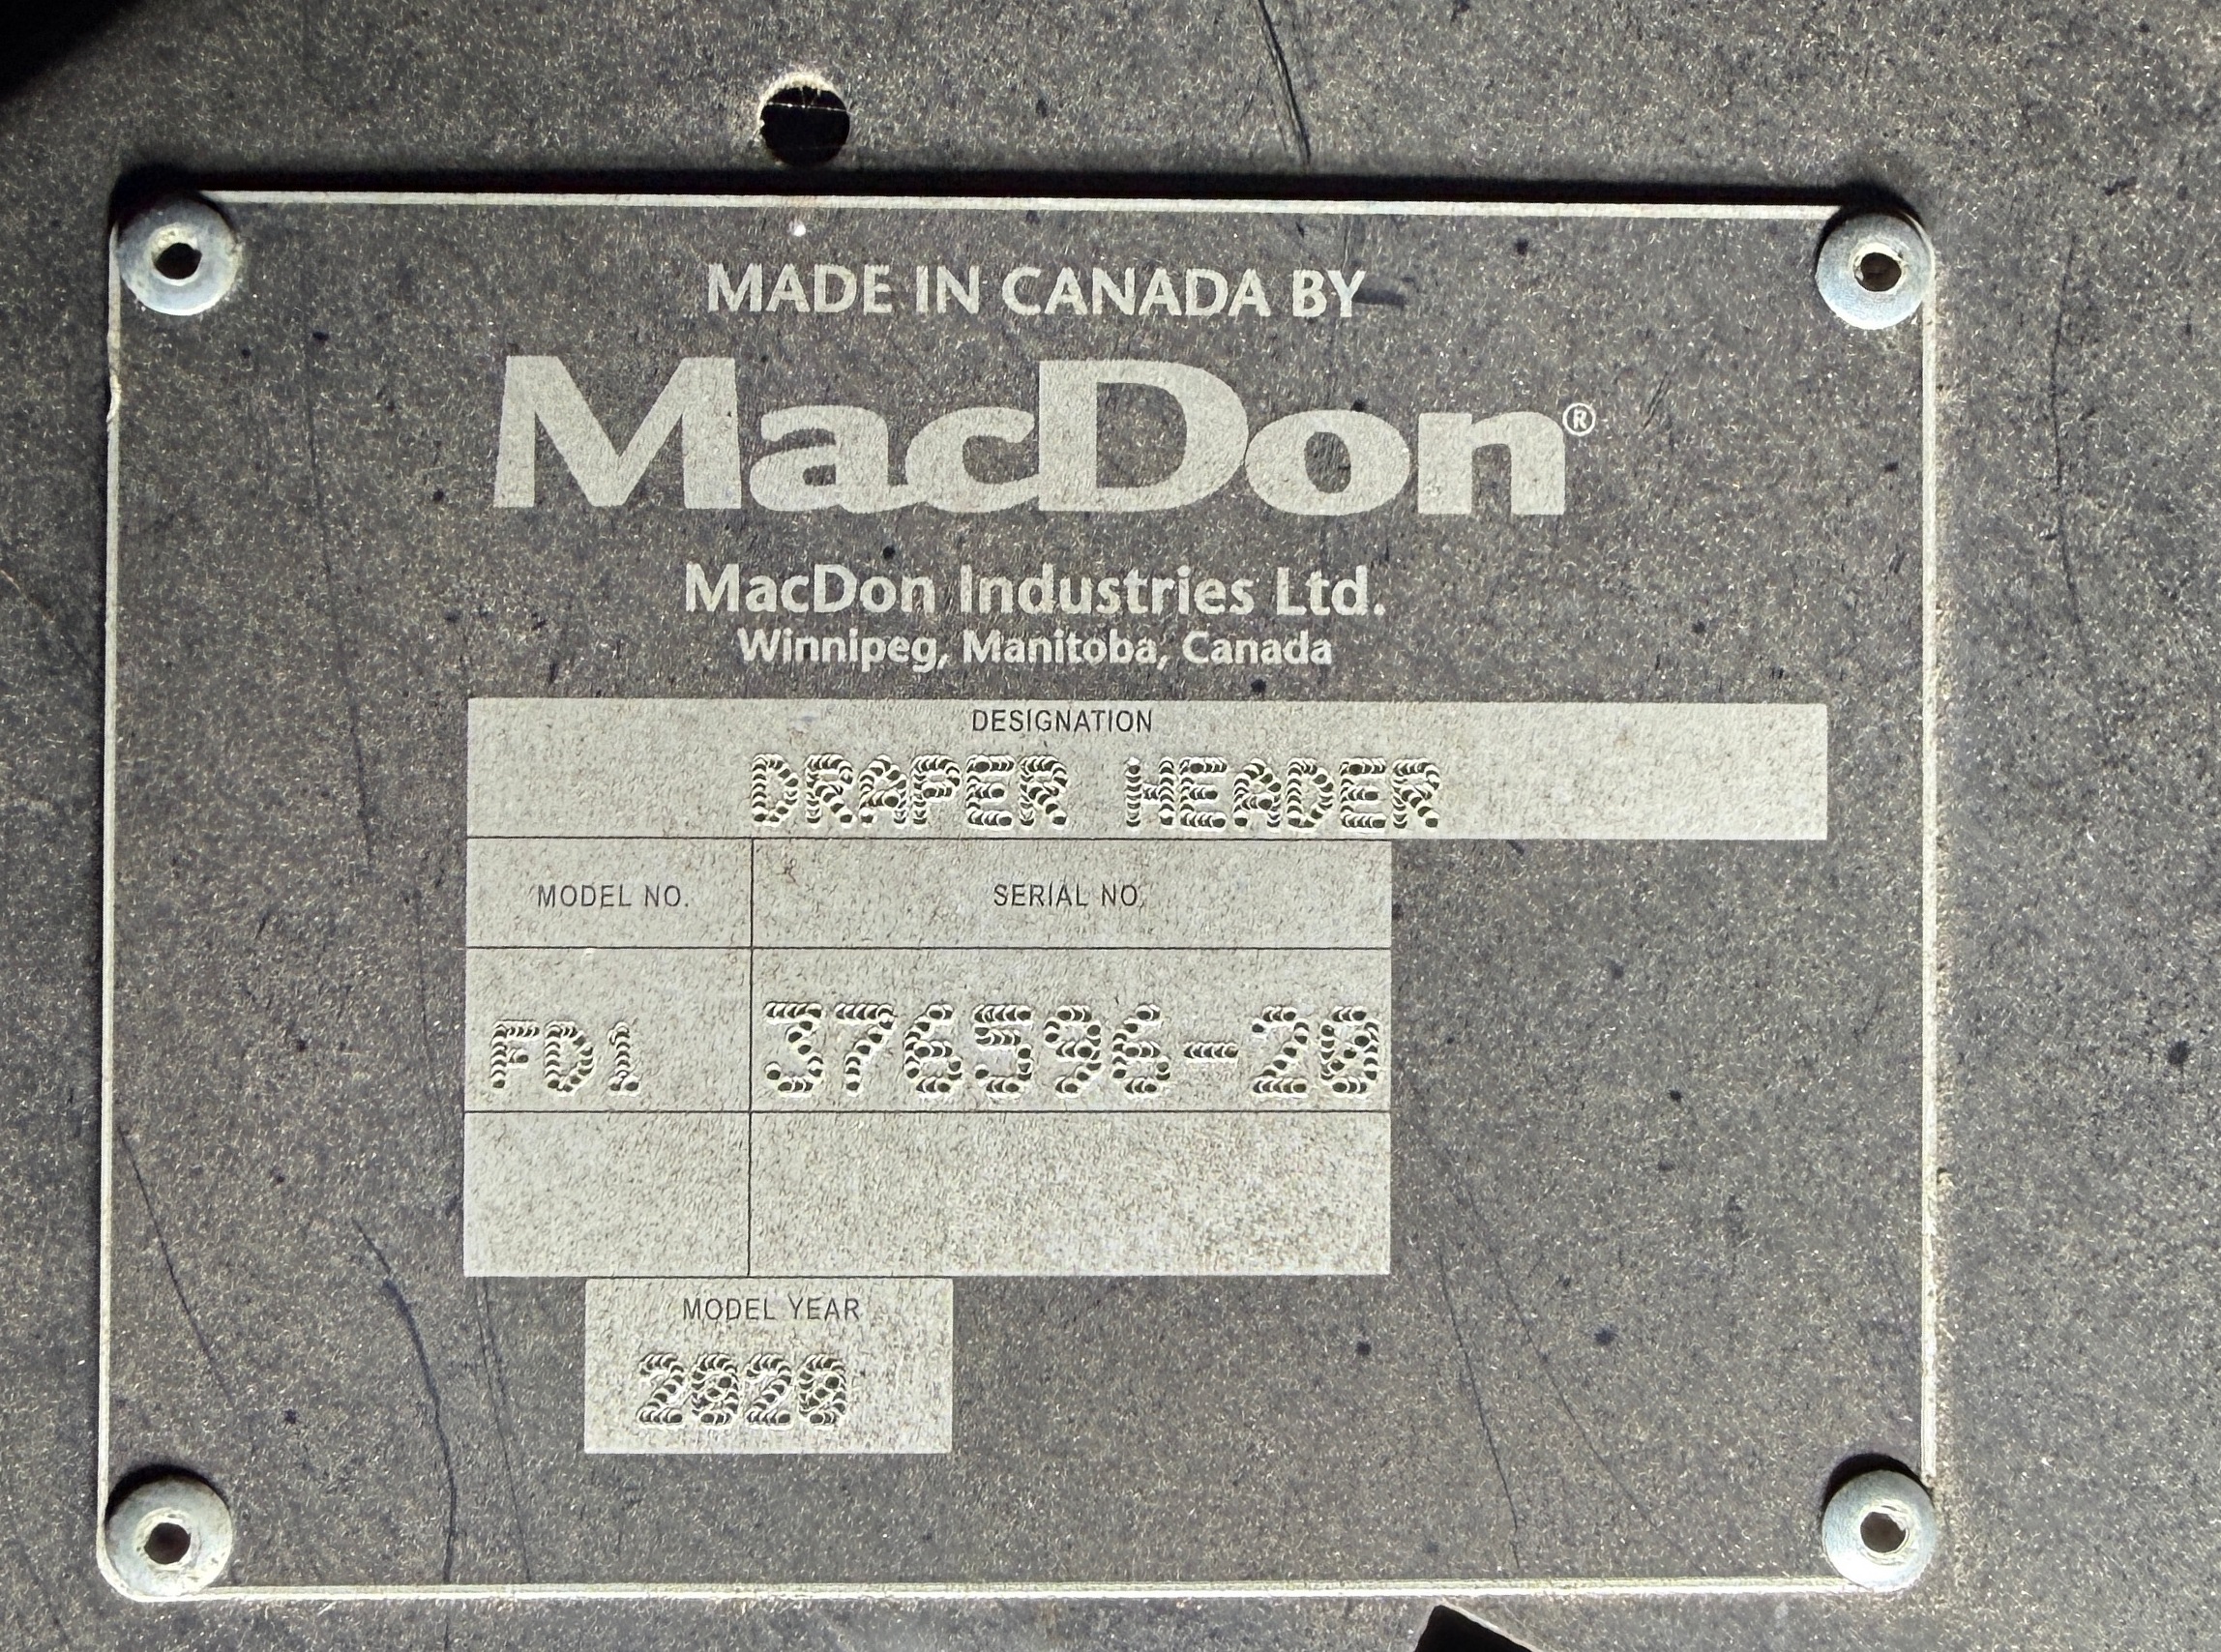 MADE IN CANADA BY
MacDon®
MacDon Industries Ltd.
Winnipeg, Manitoba, Canada
DESIGNATION
DRAPER HEADER
MODEL NO. SERIAL NO.
FD1 376596-20
MODEL YEAR
2020